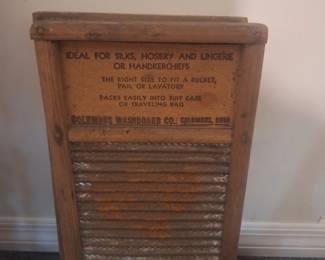 IDEAL FOR SILKS, HOSIERY AND LINGERIE
OR HANDKERCHIEFS
THE RIGHT SIZE TO FIT A BUCKET,
PAIL OR LAVATORY
PACKS EASILY INTO SUIT CASE
OR TRAVELING BAG
COLUMBUS WASHBOARD CO. COLUMBUS, OHIO